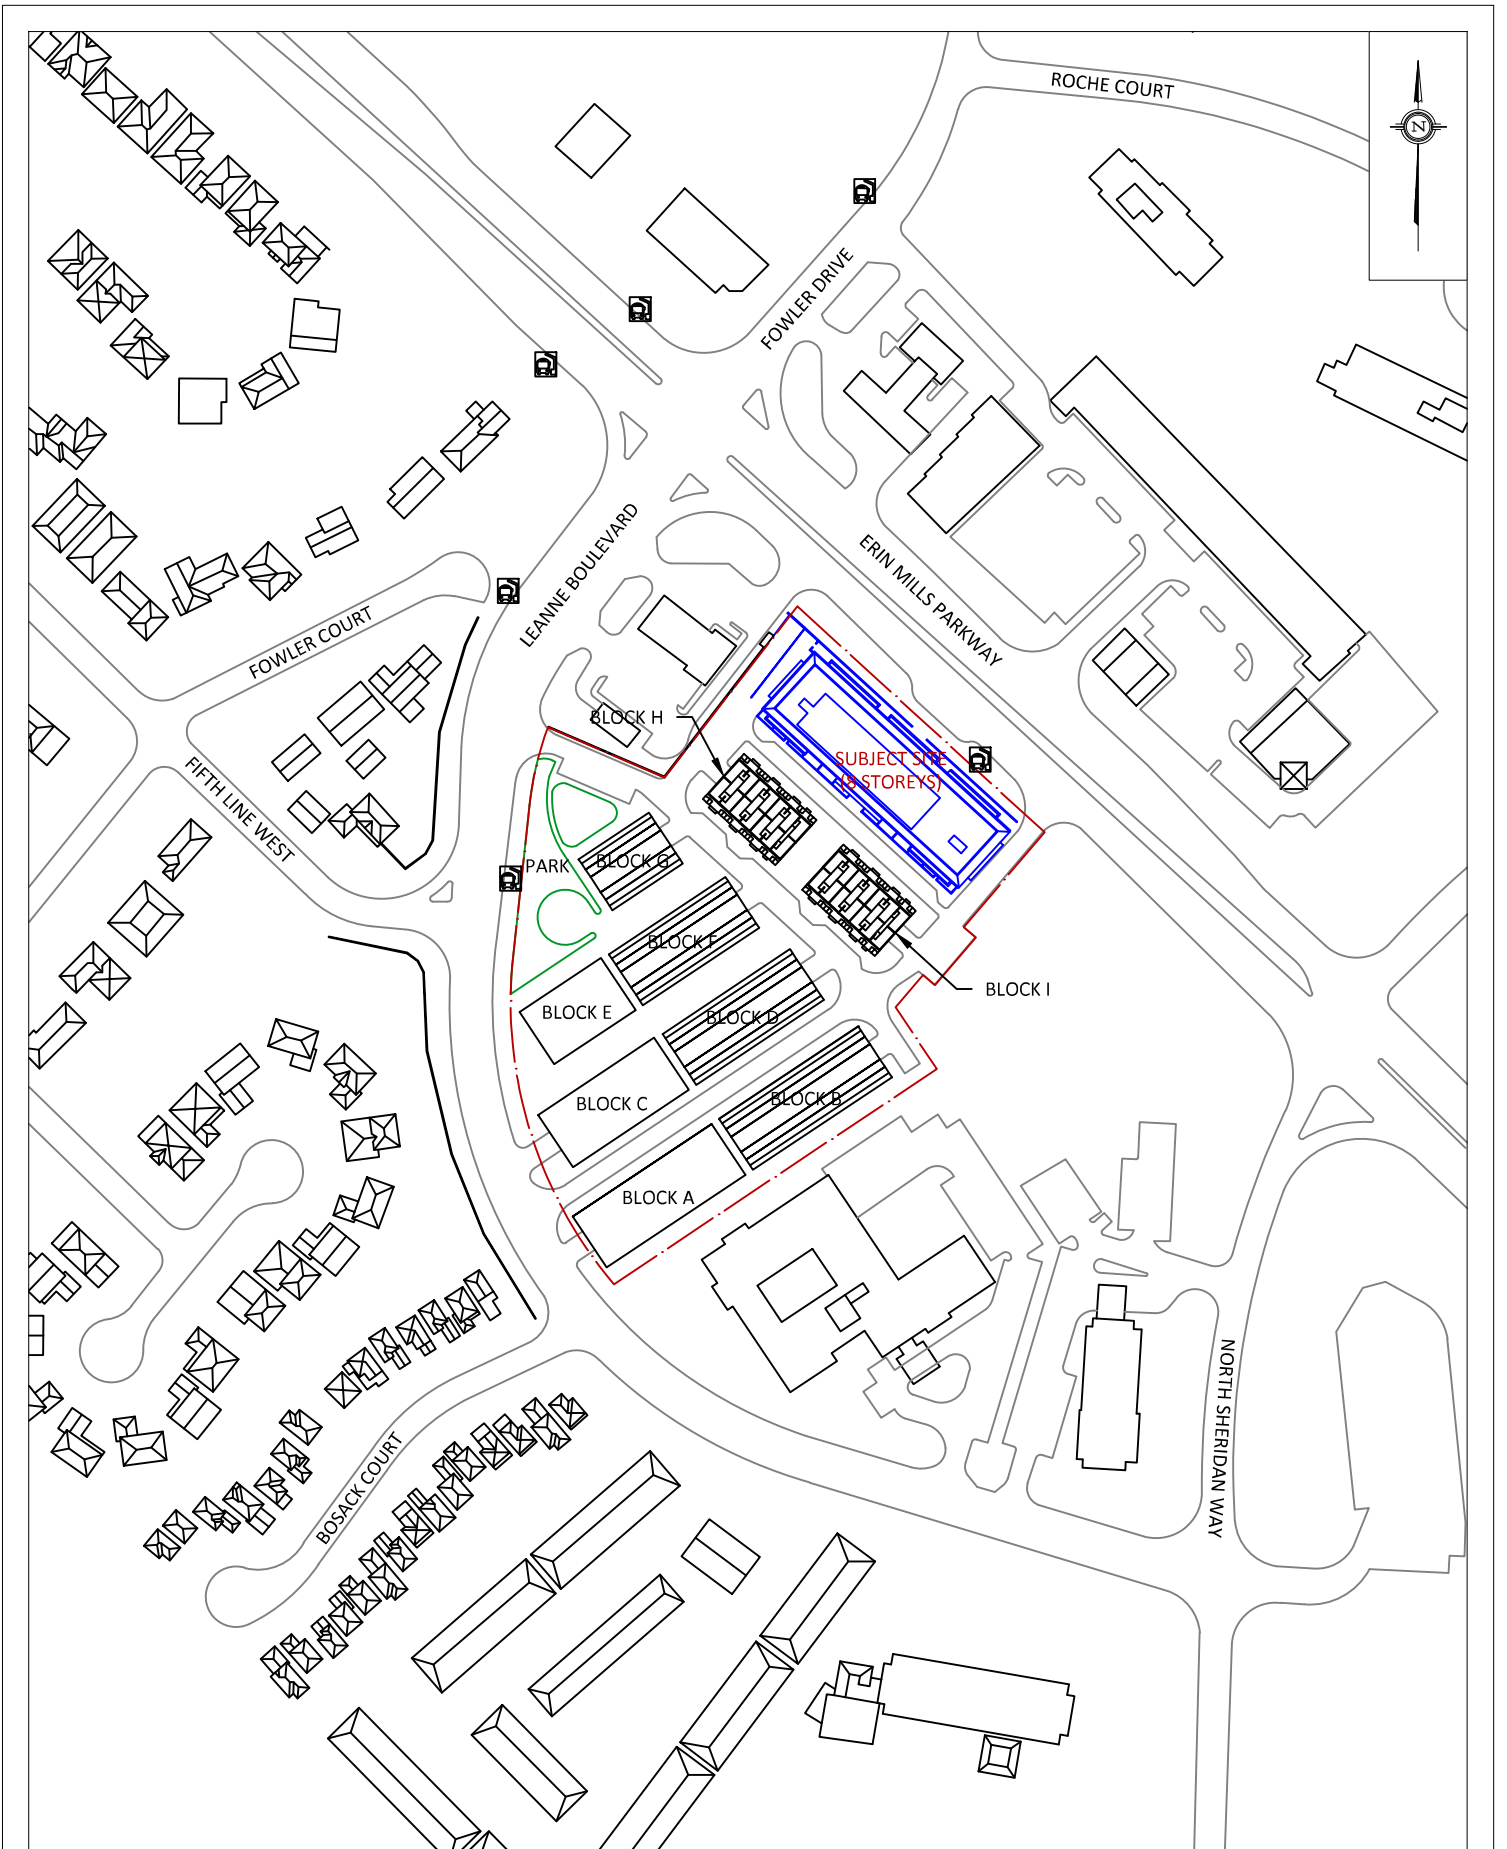 ROCHE COURT
N
FOWLER DRIVE
ERIN MILLS PARKWAY
LEANNE BOULEVARD
FOWLER COURT
BLOCK H
SUBJECT SITE
(8 STOREYS)
FIFTH LINE WEST
PARK
BLOCK G
BLOCK F
BLOCK I
BLOCK E
BLOCK D
BLOCK C
BLOCK B
BLOCK A
NORTH SHERIDAN WAY
BOSACK COURT